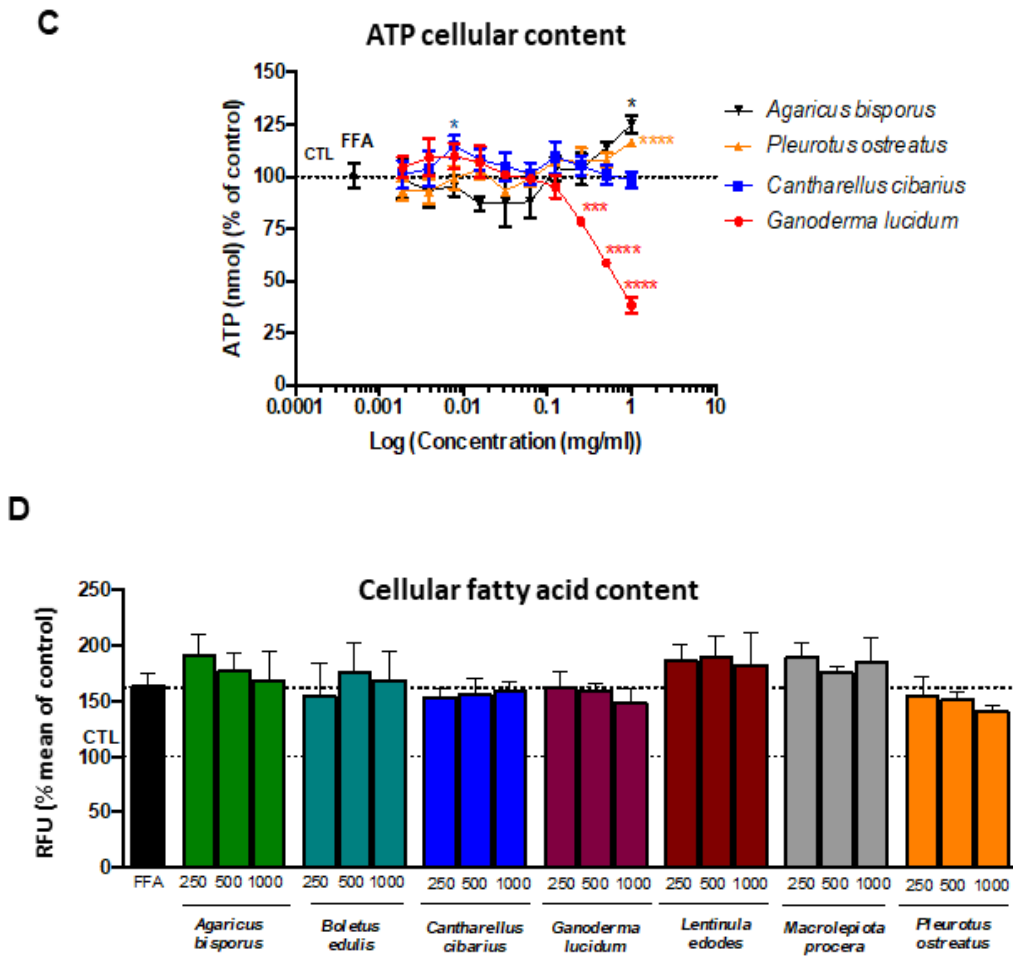 C
ATP cellular content
150
125
100
75
50
25
0
ATP (nmol) (% of control)
CTL
FFA
*
*
****
***
****
****
Agaricus bisporus
Pleurotus ostreatus
Cantharellus cibarius
Ganoderma lucidum
0.0001 0.001 0.01 0.1 1 10
Log (Concentration (mg/ml))
D
Cellular fatty acid content
250
200
150
CTL
100
50
0
RFU (% mean of control)
FFA 250 500 1000 250 500 1000 250 500 1000 250 500 1000 250 500 1000 250 500 1000 250 500 1000
Agaricus Boletus Cantharellus Ganoderma Lentinula Macrolepiota Pleurotus
bisporus edulis cibarius lucidum edodes procera ostreatus